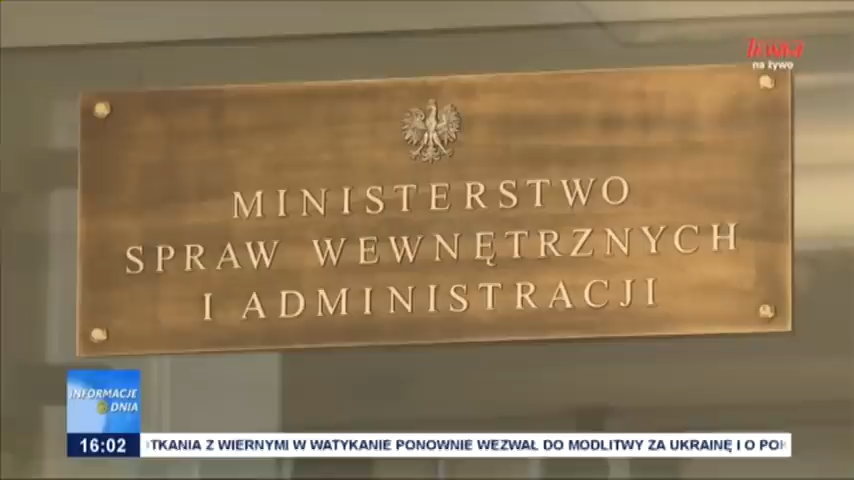 trwam
na żywo
MINISTERSTWO
SPRAW WEWNĘTRZNYCH
I ADMINISTRACJI
INFORMACJE
DNIA
16:02 TKANIA Z WIERNYMI W WATYKANIE PONOWNIE WEZWAŁ DO MODLITWY ZA UKRAINĘ I O